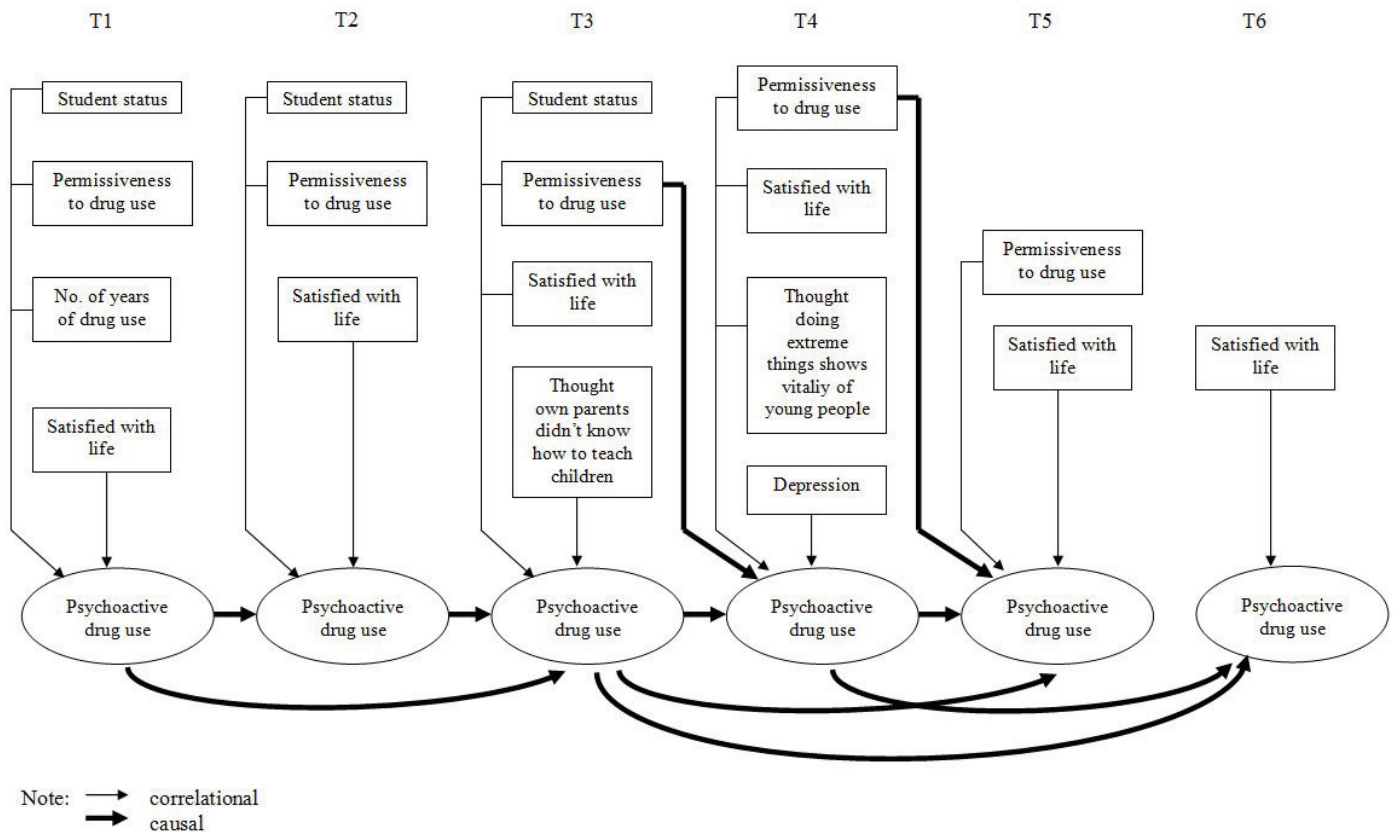 T1 T2 T3 T4 T5 T6
Student status
Permissiveness
to drug use
No. of years
of drug use
Satisfied with
life
Psychoactive
drug use
Student status
Permissiveness
to drug use
Satisfied with
life
Psychoactive
drug use
Student status
Permissiveness
to drug use
Satisfied with
life
Thought
own parents
didn't know
how to teach
children
Psychoactive
drug use
Permissiveness
to drug use
Satisfied with
life
Thought
doing
extreme
things shows
vitaliy of
young people
Depression
Psychoactive
drug use
Permissiveness
to drug use
Satisfied with
life
Psychoactive
drug use
Satisfied with
life
Psychoactive
drug use
Note: correlational
causal